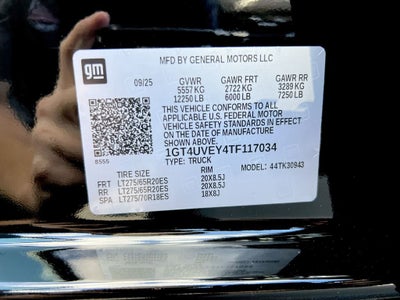 gm
MFD BY GENERAL MOTORS LLC
09/25 GVWR GAWR FRT GAWR RR
5557 KG 2722 KG 3289 KG
12250 LB 6000 LB 7250 LB
THIS VEHICLE CONFORMS TO ALL
APPLICABLE U.S. FEDERAL MOTOR
VEHICLE SAFETY STANDARDS IN EFFECT
ON THE DATE OF MANUFACTURE
SHOWN ABOVE.
8555
1GT4UVEY4TF117034
TYPE: TRUCK
MODEL: 44TK30943
TIRE SIZE RIM
FRT LT275/65R20ES 20X8.5J
RR LT275/65R20ES 20X8.5J
SPA LT275/70R18ES 18X8J